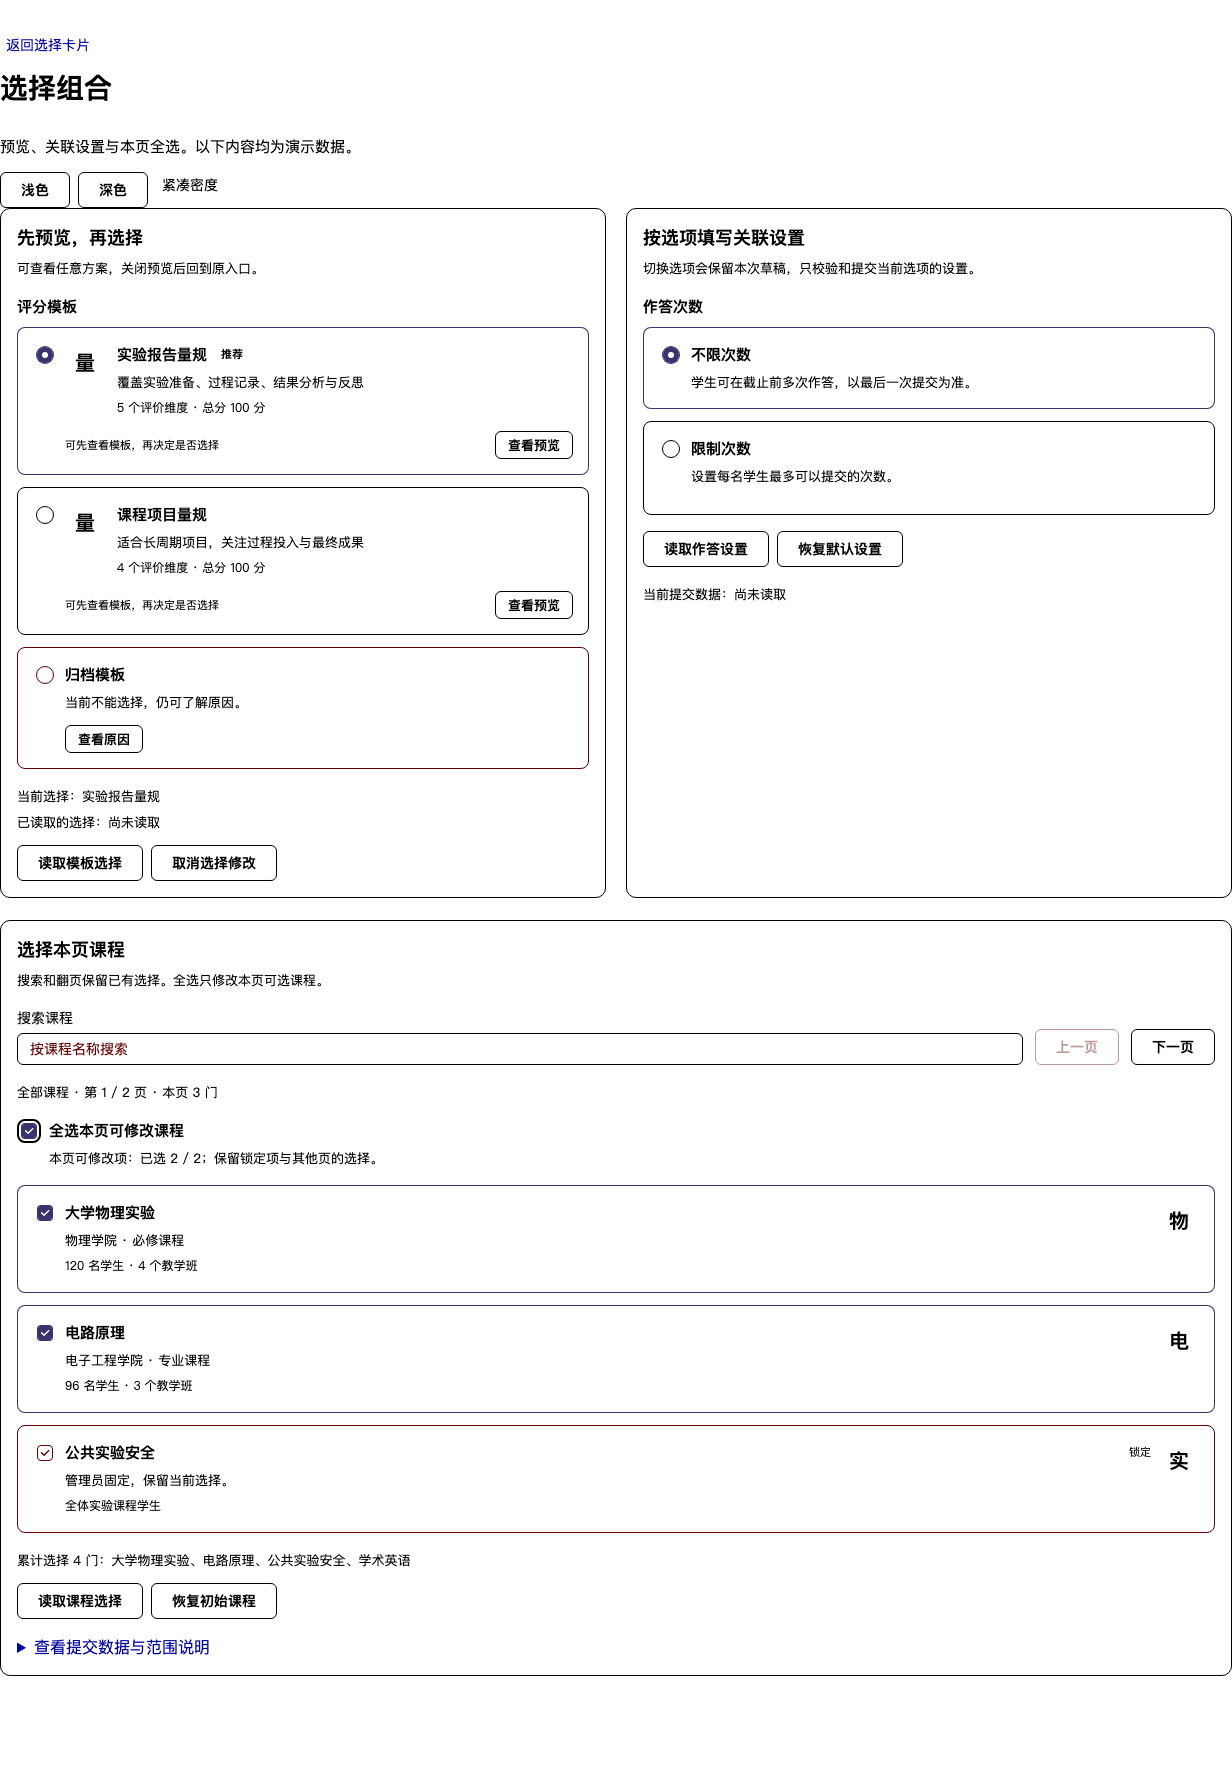 返回选择卡片
选择组合
预览、关联设置与本页全选。以下内容均为演示数据。
浅色 深色 紧凑密度
先预览，再选择
可查看任意方案，关闭预览后回到原入口。
评分模板
量 实验报告量规 推荐
覆盖实验准备、过程记录、结果分析与反思
5 个评价维度 · 总分 100 分
可先查看模板，再决定是否选择 查看预览
量 课程项目量规
适合长周期项目，关注过程投入与最终成果
4 个评价维度 · 总分 100 分
可先查看模板，再决定是否选择 查看预览
归档模板
当前不能选择，仍可了解原因。
查看原因
当前选择：实验报告量规
已读取的选择：尚未读取
读取模板选择 取消选择修改
按选项填写关联设置
切换选项会保留本次草稿，只校验和提交当前选项的设置。
作答次数
不限次数
学生可在截止前多次作答，以最后一次提交为准。
限制次数
设置每名学生最多可以提交的次数。
读取作答设置 恢复默认设置
当前提交数据：尚未读取
选择本页课程
搜索和翻页保留已有选择。全选只修改本页可选课程。
搜索课程
按课程名称搜索 上一页 下一页
全部课程 · 第 1 / 2 页 · 本页 3 门
全选本页可修改课程
本页可修改项：已选 2 / 2；保留锁定项与其他页的选择。
大学物理实验 物
物理学院 · 必修课程
120 名学生 · 4 个教学班
电路原理 电
电子工程学院 · 专业课程
96 名学生 · 3 个教学班
公共实验安全 锁定 实
管理员固定，保留当前选择。
全体实验课程学生
累计选择 4 门：大学物理实验、电路原理、公共实验安全、学术英语
读取课程选择 恢复初始课程
查看提交数据与范围说明